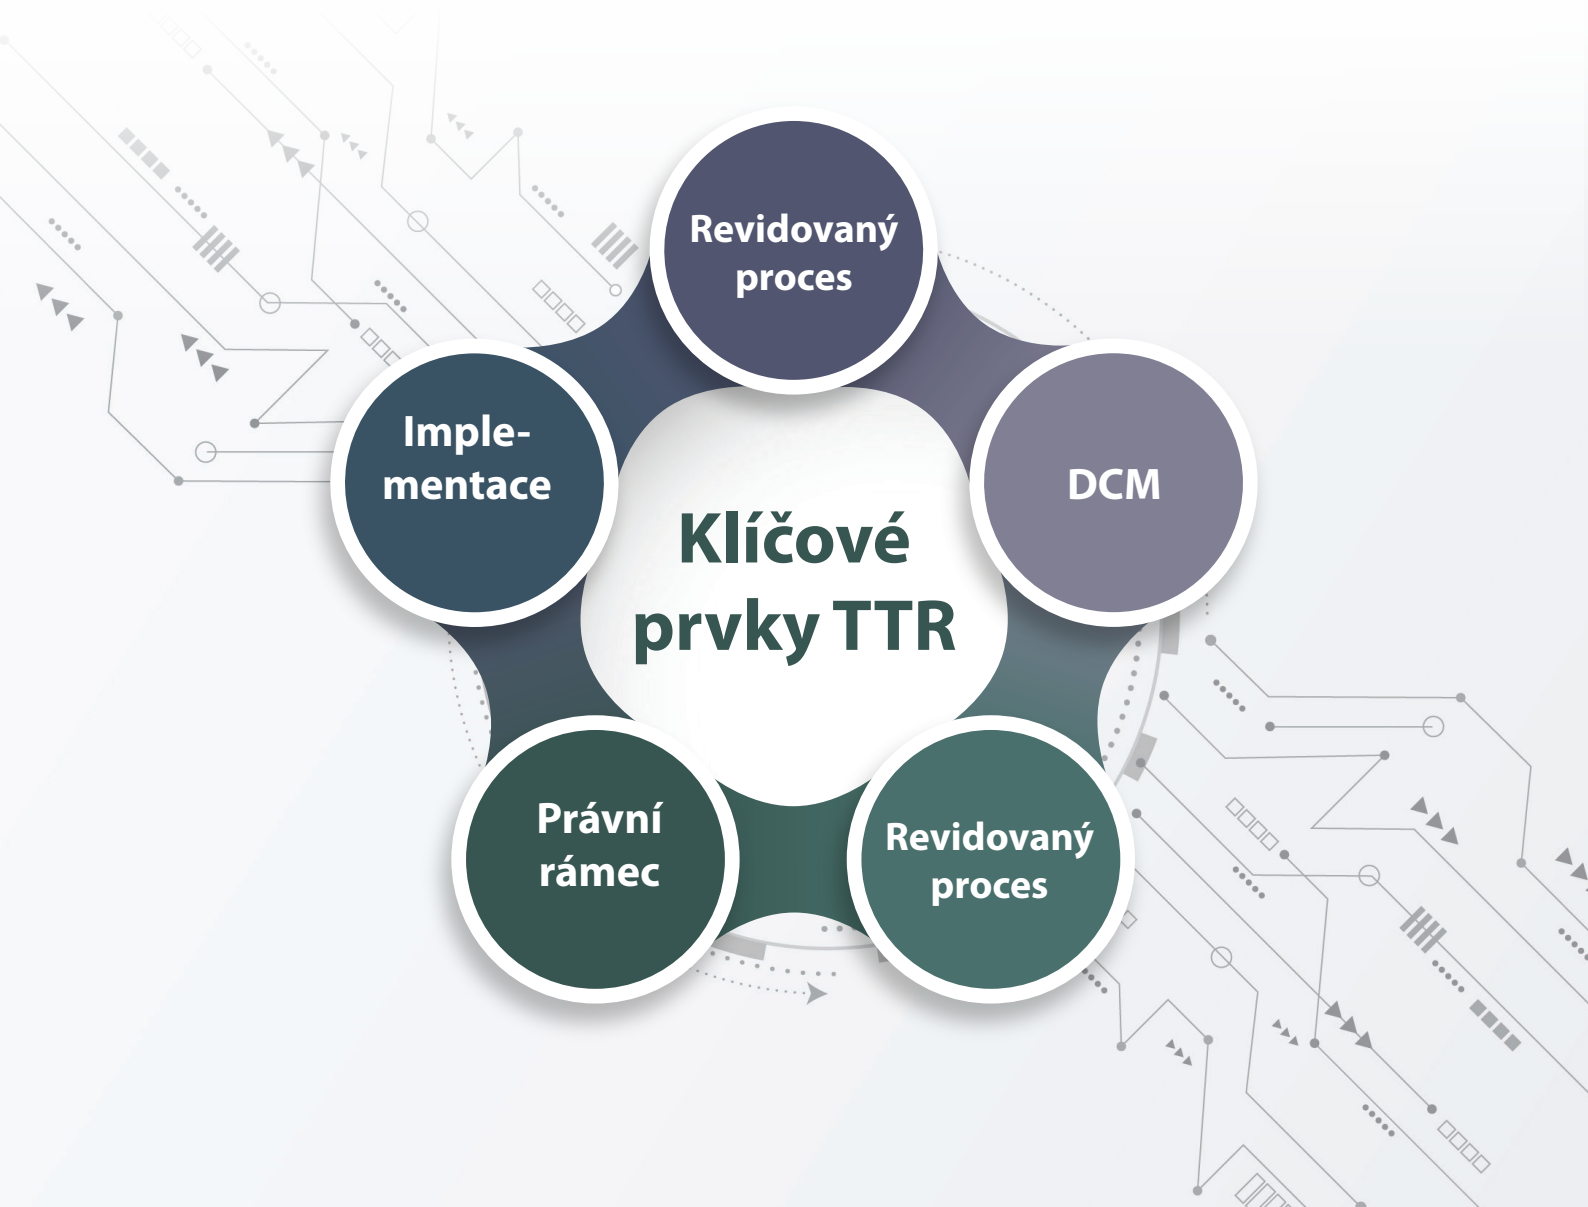 Revidovaný
proces
Imple-
mentace
DCM
Klíčové
prvky TTR
Právní
rámec
Revidovaný
proces